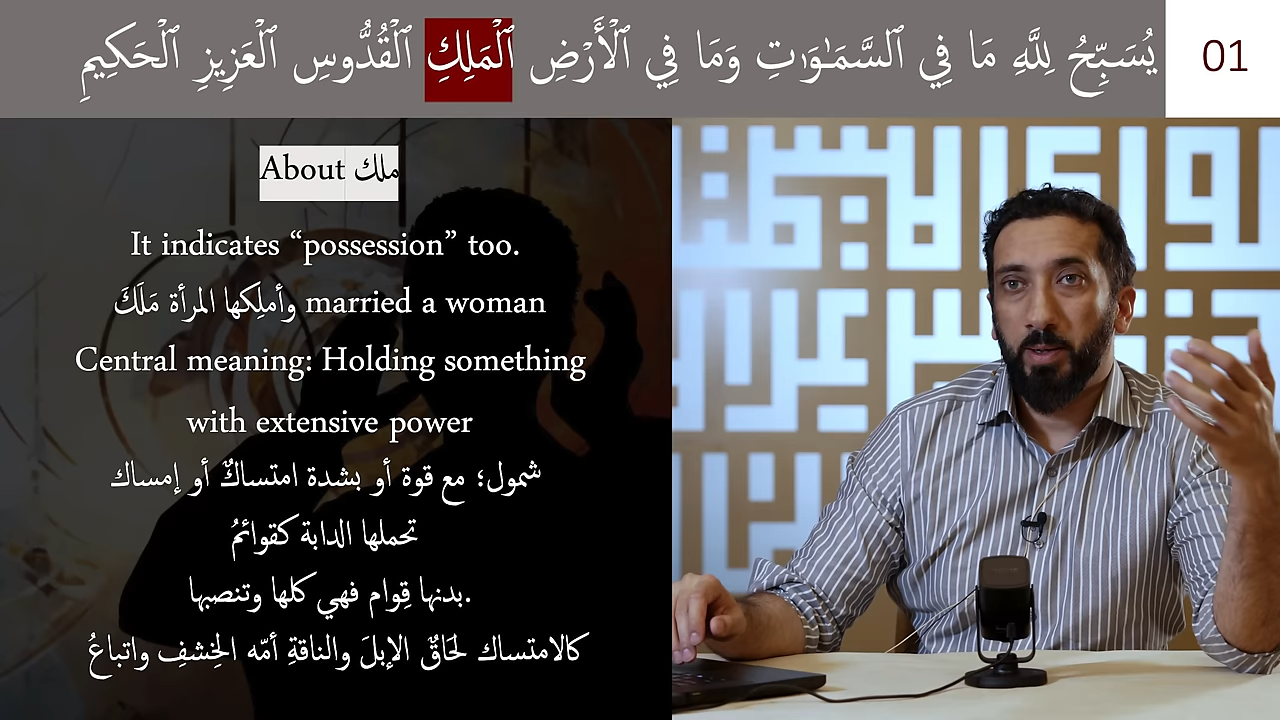 يُسَبِّحُ لِلَّهِ مَا فِي ٱلسَّمَـٰوَٰتِ وَمَا فِي ٱلْأَرْضِ ٱلْمَلِكِ ٱلْقُدُّوسِ ٱلْعَزِيزِ ٱلْحَكِيمِ
01
About ملك
It indicates “possession” too.
مَلَكَ المرأة وأملِكها married a woman
Central meaning: Holding something
with extensive power
إمساك أو امتساكٌ بشدة أو قوة مع شمول؛
كقوائمُ الدابة تحملها
وتنصبها كلها فهي قِوام بدنها.
واتباعُ الخِشفِ أمّه والناقةِ الإبلَ لَحَاقٌ كالامتساك